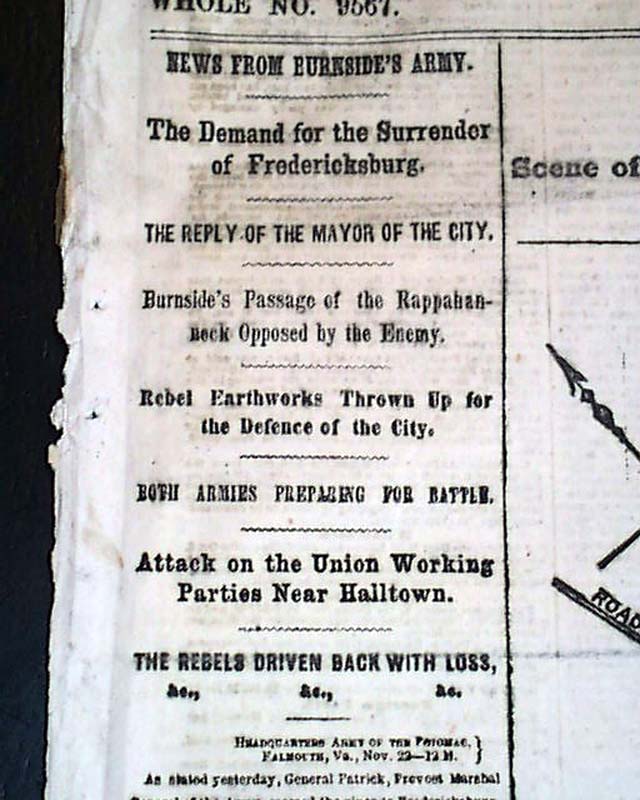 WHOLE NO. 9567.
NEWS FROM BURNSIDE'S ARMY.
The Demand for the Surrender
of Fredericksburg.
THE REPLY OF THE MAYOR OF THE CITY.
Burnside's Passage of the Rappahan-
nock Opposed by the Enemy.
Rebel Earthworks Thrown Up for
the Defence of the City.
BOTH ARMIES PREPARING FOR BATTLE.
Attack on the Union Working
Parties Near Halltown.
THE REBELS DRIVEN BACK WITH LOSS,
&c., &c., &c.
HEADQUARTERS ARMY OF THE POTOMAC, }
FALMOUTH, Va., Nov. 22—12 M. }
As stated yesterday, General Patrick, Provost Marshal
Scene of
ROAD